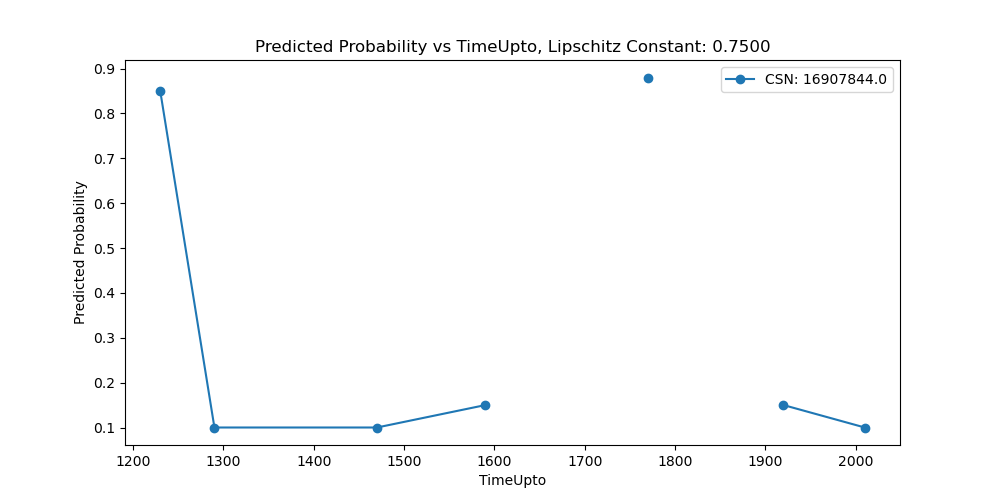 Predicted Probability vs TimeUpto, Lipschitz Constant: 0.7500
CSN: 16907844.0
Predicted Probability
0.9
0.8
0.7
0.6
0.5
0.4
0.3
0.2
0.1
1200 1300 1400 1500 1600 1700 1800 1900 2000
TimeUpto